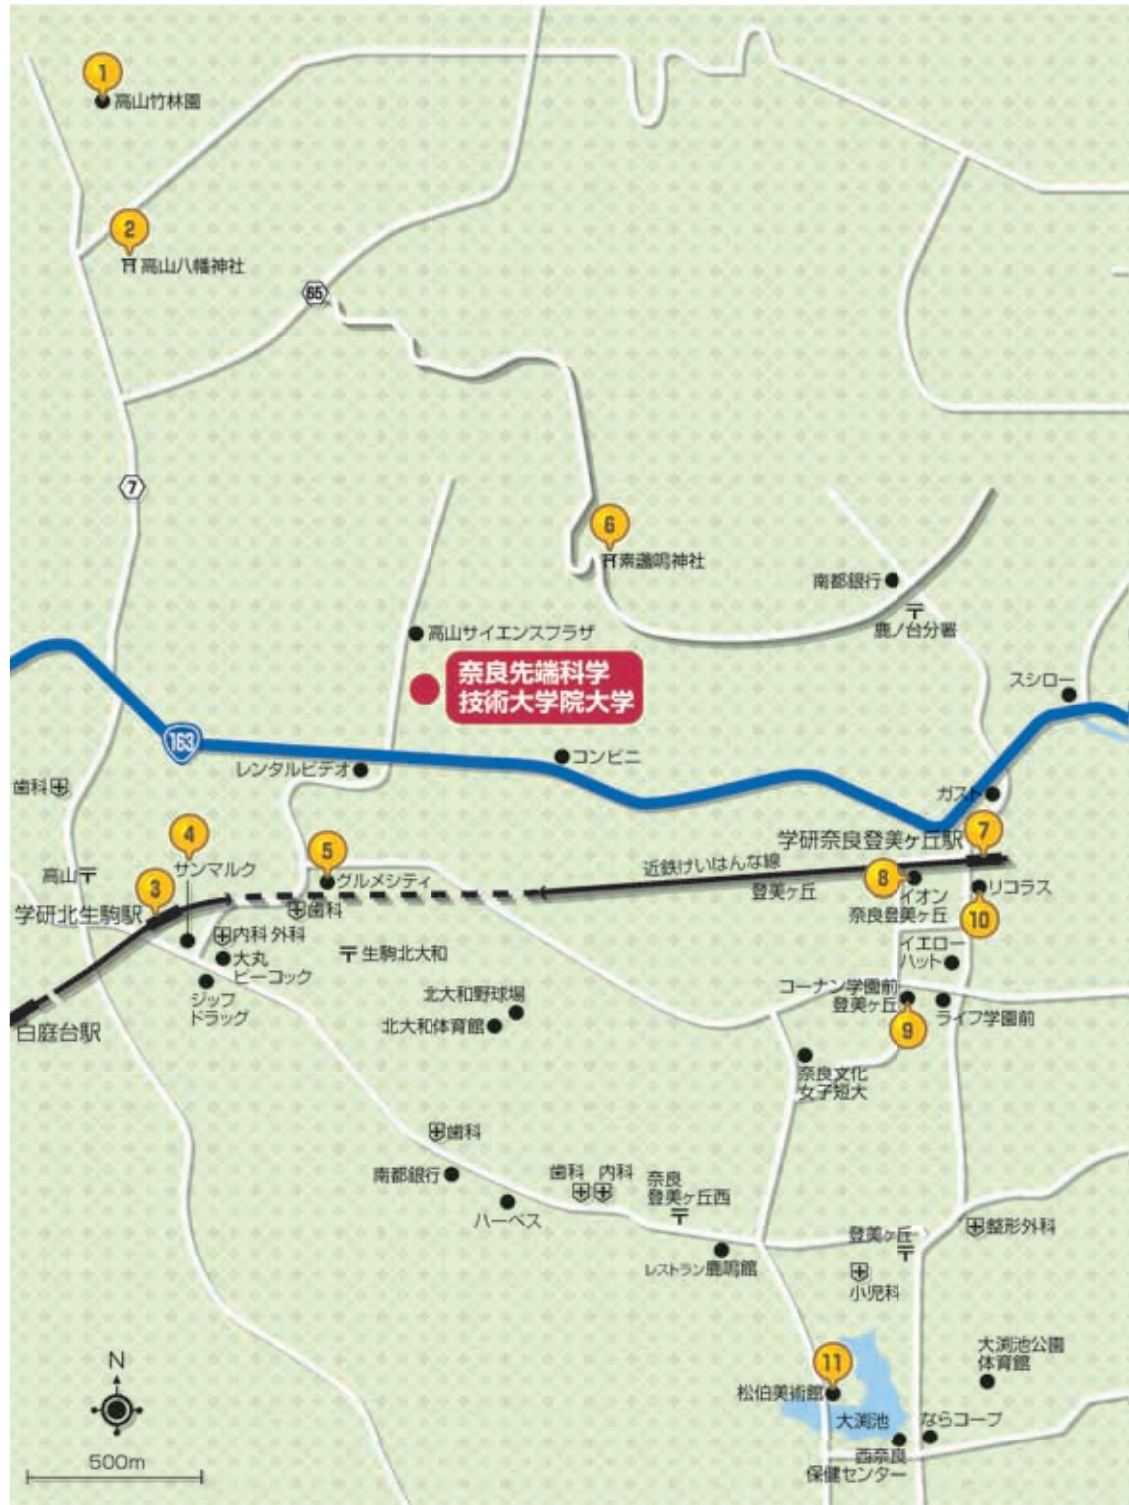 1
高山竹林園
2
高山八幡神社
65
7
6
素盞嗚神社
南都銀行
鹿ノ台分署
高山サイエンスプラザ
奈良先端科学
技術大学院大学
スシロー
163
コンビニ
レンタルビデオ
歯科
ガスト
4
サンマルク
5
グルメシティ
学研奈良登美ヶ丘駅
7
近鉄けいはんな線
登美ヶ丘
高山
3
学研北生駒駅
8
イオン
奈良登美ヶ丘
リコラス
10
歯科
内科 外科
大丸
ピーコック
生駒北大和
イエロー
ハット
ジップ
ドラッグ
北大和野球場
北大和体育館
コーナン学園前
登美ヶ丘
9
ライフ学園前
白庭台駅
奈良文化
女子短大
歯科
南都銀行
ハーベス
歯科
内科
奈良
登美ヶ丘西
登美ヶ丘
整形外科
レストラン鹿鳴館
小児科
N
500m
11
松伯美術館
大渕池公園
体育館
大渕池
ならコープ
西奈良
保健センター